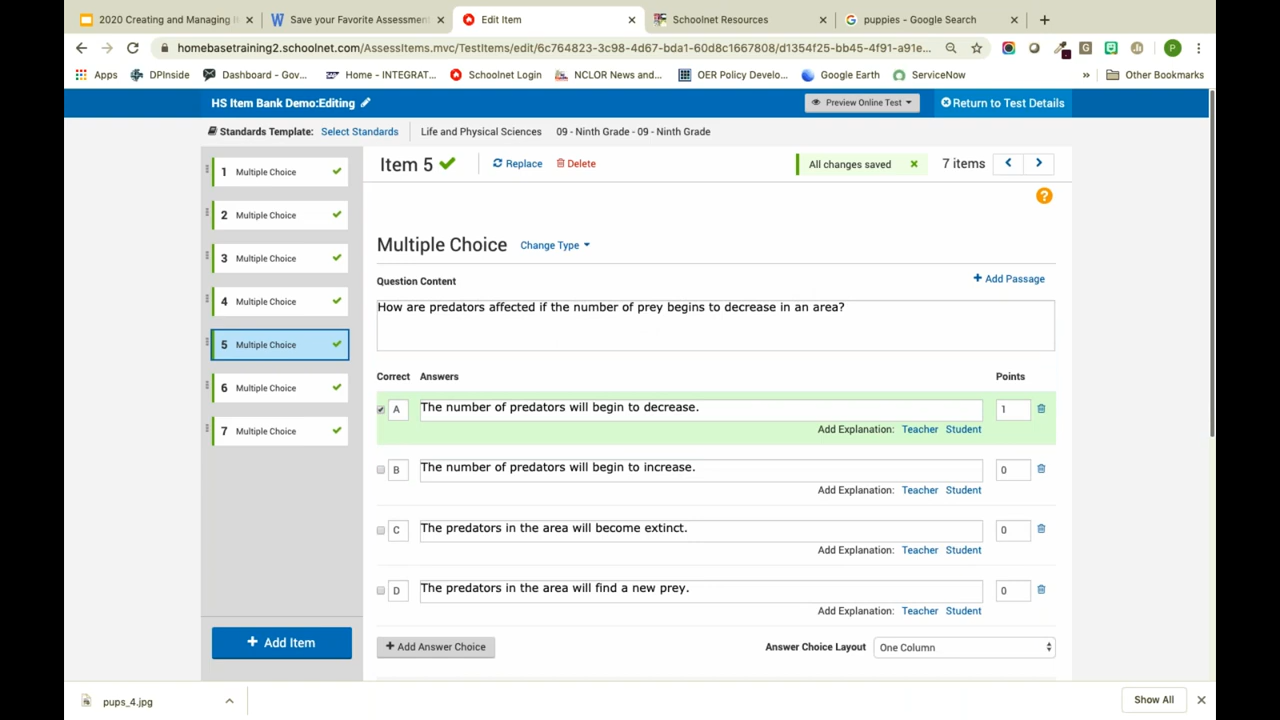 2020 Creating and Managing
Save your Favorite Assessment
Edit Item
Schoolnet Resources
puppies - Google Search
homebasetraining2.schoolnet.com/AssessItems.mvc/TestItems/edit/6c764823-3c98-4d67-bda1-60d8c1667808/d1354f25-bb45-4f91-a91e...
P
Apps
DPInside
Dashboard - Gov...
Home - INTEGRAT...
Schoolnet Login
NCLOR News and...
OER Policy Develo...
Google Earth
ServiceNow
»
Other Bookmarks
HS Item Bank Demo:Editing
Preview Online Test
Return to Test Details
Standards Template: Select Standards
Life and Physical Sciences
09 - Ninth Grade - 09 - Ninth Grade
1 Multiple Choice
2 Multiple Choice
3 Multiple Choice
4 Multiple Choice
5 Multiple Choice
6 Multiple Choice
7 Multiple Choice
+ Add Item
Item 5
Replace
Delete
All changes saved
7 items
?
Multiple Choice
Change Type
Question Content
+ Add Passage
How are predators affected if the number of prey begins to decrease in an area?
Correct Answers Points
A The number of predators will begin to decrease. 1
Add Explanation: Teacher Student
B The number of predators will begin to increase. 0
Add Explanation: Teacher Student
C The predators in the area will become extinct. 0
Add Explanation: Teacher Student
D The predators in the area will find a new prey. 0
Add Explanation: Teacher Student
+ Add Answer Choice
Answer Choice Layout One Column
pups_4.jpg
Show All